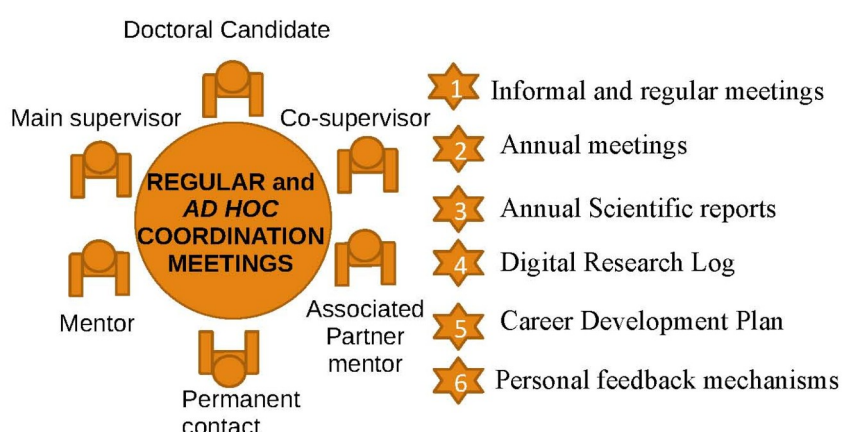 Doctoral Candidate
Main supervisor
Co-supervisor
REGULAR and
AD HOC
COORDINATION
MEETINGS
Mentor
Associated
Partner
mentor
Permanent
contact
1 Informal and regular meetings
2 Annual meetings
3 Annual Scientific reports
4 Digital Research Log
5 Career Development Plan
6 Personal feedback mechanisms